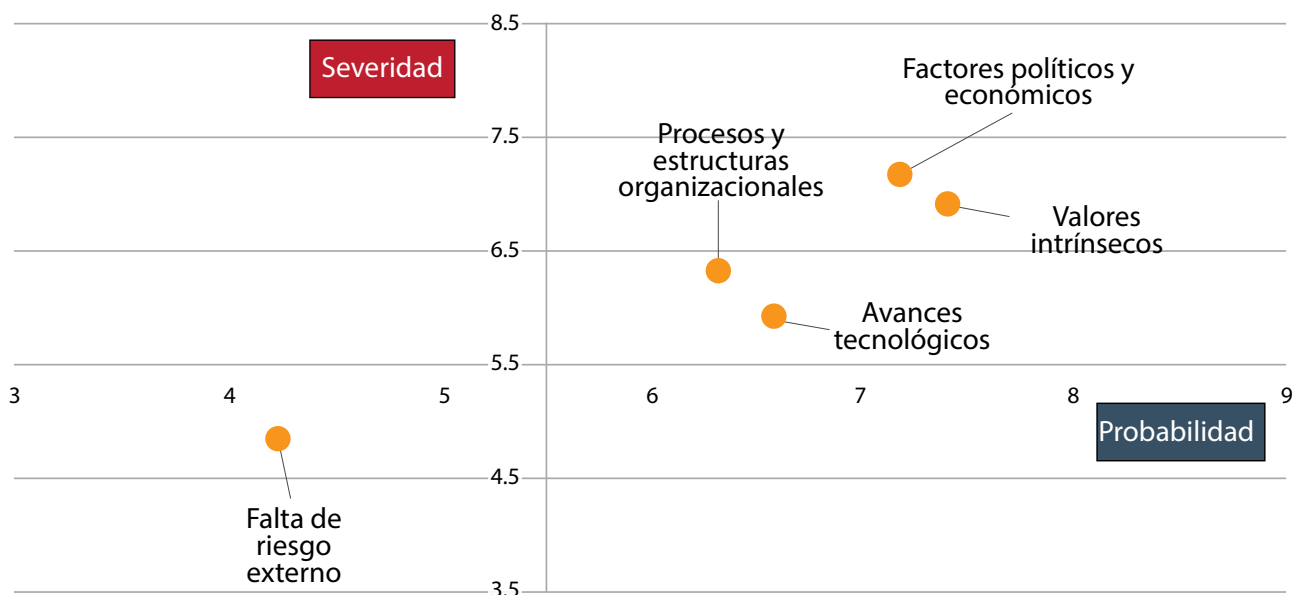 8.5
Severidad
Factores políticos y
económicos
7.5
Procesos y
estructuras
organizacionales
Valores
intrínsecos
6.5
Avances
tecnológicos
5.5
3 4 5 6 7 8 9
Probabilidad
4.5
Falta de
riesgo
externo
3.5